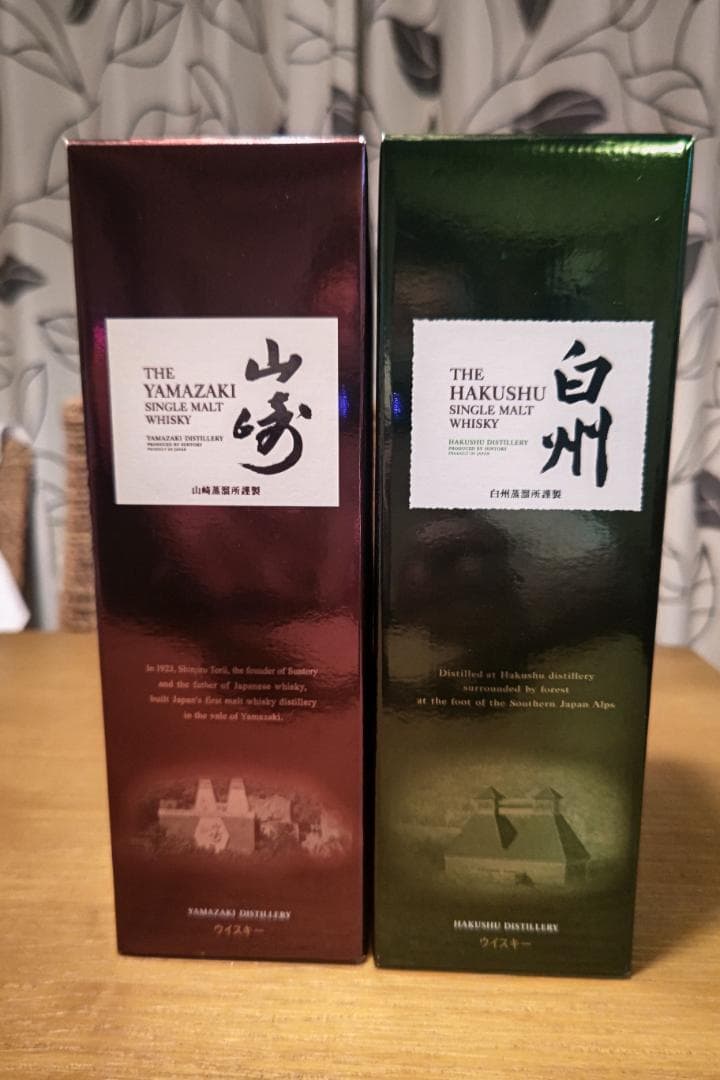 THE
YAMAZAKI
SINGLE MALT
WHISKY
YAMAZAKI DISTILLERY
PRODUCED BY SUNTORY
PRODUCT OF JAPAN
山崎
山崎蒸溜所謹製
In 1923, Shinjiro Torii, the founder of Suntory
and the father of Japanese whisky,
built Japan's first malt whisky distillery
in the vale of Yamazaki.
YAMAZAKI DISTILLERY
ウイスキー
THE
HAKUSHU
SINGLE MALT
WHISKY
HAKUSHU DISTILLERY
PRODUCED BY SUNTORY
PRODUCT OF JAPAN
白州
白州蒸溜所謹製
Distilled at Hakushu distillery
surrounded by forest
at the foot of the Southern Japan Alps
HAKUSHU DISTILLERY
ウイスキー